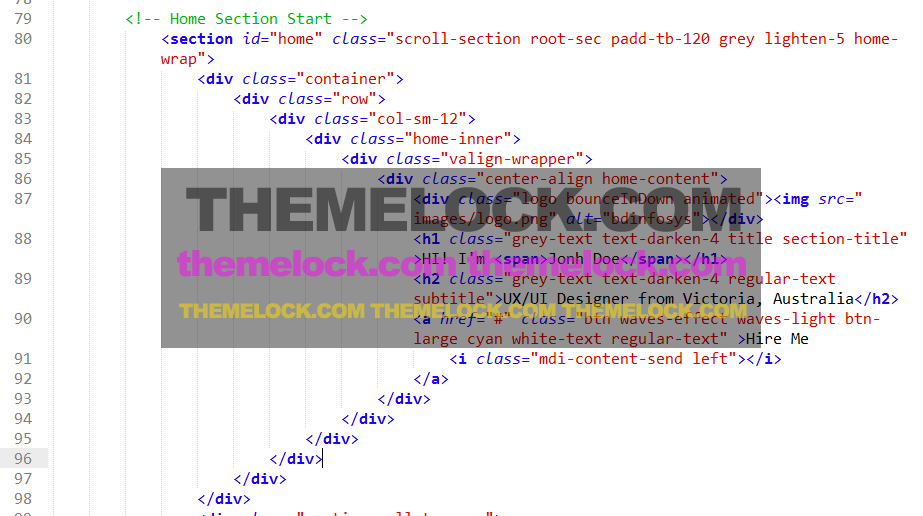 78
79 <!-- Home Section Start -->
80 <section id="home" class="scroll-section root-sec padd-tb-120 grey lighten-5 home-
wrap">
81 <div class="container">
82 <div class="row">
83 <div class="col-sm-12">
84 <div class="home-inner">
85 <div class="valign-wrapper">
86 <div class="center-align home-content">
87 <div class="logo bounceInDown animated"><img src="
images/logo.png" alt="bdinfosys"></div>
88 <h1 class="grey-text text-darken-4 title section-title"
>HI! I'm <span>Jonh Doe</span></h1>
89 <h2 class="grey-text text-darken-4 regular-text
subtitle">UX/UI Designer from Victoria, Australia</h2>
90 <a href="#" class="btn waves-effect waves-light btn-
large cyan white-text regular-text" >Hire Me
91 <i class="mdi-content-send left"></i>
92 </a>
93 </div>
94 </div>
95 </div>
96 </div>
97 </div>
98 </div>
THEMELOCK.COM
themelock.com themelock.com
THEMELOCK.COM THEMELOCK.COM THEMELOCK.COM